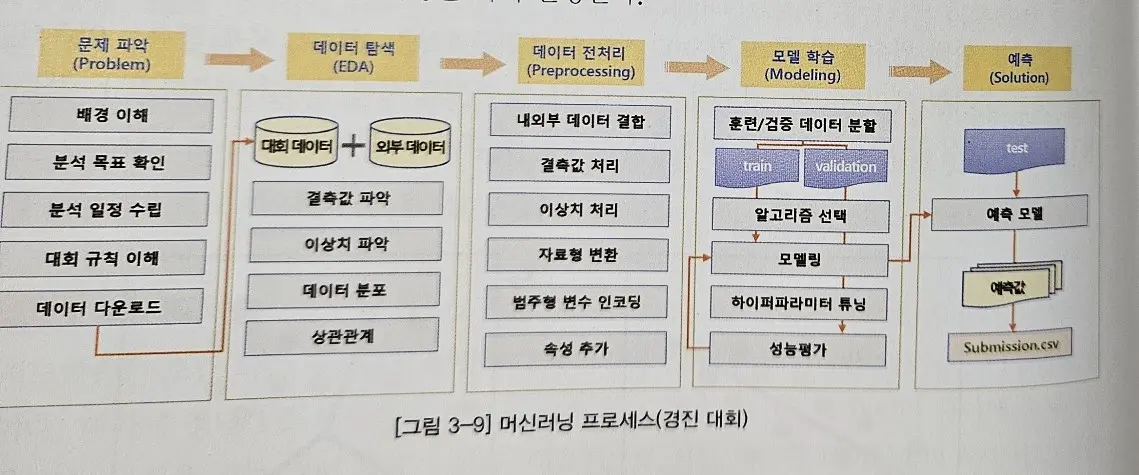 문제 파악
(Problem)
데이터 탐색
(EDA)
데이터 전처리
(Preprocessing)
모델 학습
(Modeling)
예측
(Solution)
배경 이해
분석 목표 확인
분석 일정 수립
대회 규칙 이해
데이터 다운로드
대회 데이터 + 외부 데이터
결측값 파악
이상치 파악
데이터 분포
상관관계
내외부 데이터 결합
결측값 처리
이상치 처리
자료형 변환
범주형 변수 인코딩
속성 추가
훈련/검증 데이터 분할
train validation
알고리즘 선택
모델링
하이퍼파라미터 튜닝
성능평가
test
예측 모델
예측값
Submission.csv
[그림 3-9] 머신러닝 프로세스(경진 대회)